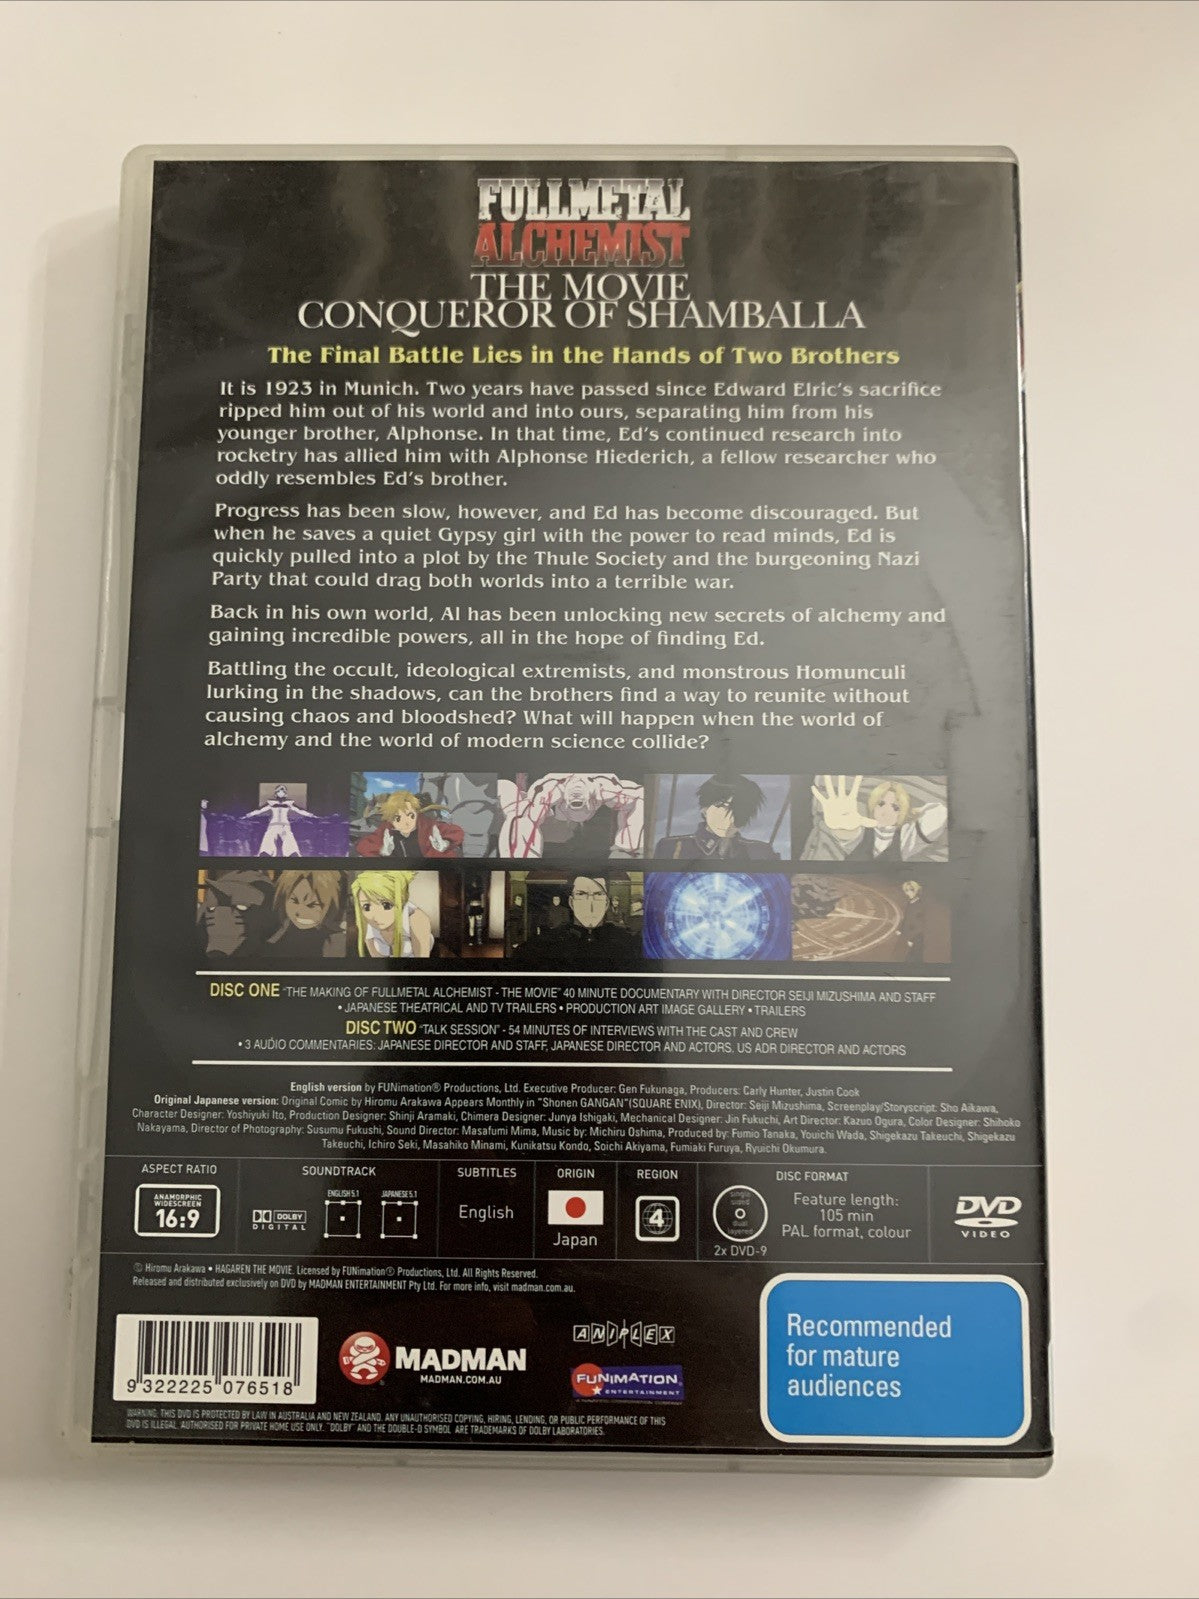 FULLMETAL
ALCHEMIST
THE MOVIE
CONQUEROR OF SHAMBALLA
The Final Battle Lies in the Hands of Two Brothers
It is 1923 in Munich. Two years have passed since Edward Elric's sacrifice
ripped him out of his world and into ours, separating him from his
younger brother, Alphonse. In that time, Ed's continued research into
rocketry has allied him with Alphonse Hiederich, a fellow researcher who
oddly resembles Ed's brother.
Progress has been slow, however, and Ed has become discouraged. But
when he saves a quiet Gypsy girl with the power to read minds, Ed is
quickly pulled into a plot by the Thule Society and the burgeoning Nazi
Party that could drag both worlds into a terrible war.
Back in his own world, Al has been unlocking new secrets of alchemy and
gaining incredible powers, all in the hope of finding Ed.
Battling the occult, ideological extremists, and monstrous Homunculi
lurking in the shadows, can the brothers find a way to reunite without
causing chaos and bloodshed? What will happen when the world of
alchemy and the world of modern science collide?
DISC ONE "THE MAKING OF FULLMETAL ALCHEMIST - THE MOVIE" 40 MINUTE DOCUMENTARY WITH DIRECTOR SEIJI MIZUSHIMA AND STAFF
• JAPANESE THEATRICAL AND TV TRAILERS • PRODUCTION ART IMAGE GALLERY • TRAILERS
DISC TWO "TALK SESSION" - 54 MINUTES OF INTERVIEWS WITH THE CAST AND CREW
• 3 AUDIO COMMENTARIES: JAPANESE DIRECTOR AND STAFF, JAPANESE DIRECTOR AND ACTORS, US ADR DIRECTOR AND ACTORS
English version by FUNimation® Productions, Ltd. Executive Producer: Gen Fukunaga, Producers: Carly Hunter, Justin Cook
Original Japanese version: Original Comic by Hiromu Arakawa Appears Monthly in "Shonen GANGAN"(SQUARE ENIX), Director: Seiji Mizushima, Screenplay/Storyscript: Sho Aikawa,
Character Designer: Yoshiyuki Ito, Production Designer: Shinji Aramaki, Chimera Designer: Junya Ishigaki, Mechanical Designer: Jin Fukuchi, Art Director: Kazuo Ogura, Color Designer: Shihoko
Nakayama, Director of Photography: Susumu Fukushi, Sound Director: Masafumi Mima, Music by: Michiru Oshima, Produced by: Fumio Tanaka, Youichi Wada, Shigekazu Takeuchi, Shigekazu
Takeuchi, Ichiro Seki, Masahiko Minami, Kunikatsu Kondo, Soichi Akiyama, Fumiaki Furuya, Ryuichi Okumura.
ASPECT RATIO
ANAMORPHIC
WIDESCREEN
16:9
SOUNDTRACK
DOLBY
DIGITAL
ENGLISH 5.1
JAPANESE 5.1
SUBTITLES
English
ORIGIN
Japan
REGION
4
DISC FORMAT
single
sided
dual
layered
2x DVD-9
Feature length:
105 min
PAL format, colour
DVD
VIDEO
© Hiromu Arakawa • HAGAREN THE MOVIE. Licensed by FUNimation® Productions, Ltd. All Rights Reserved.
Released and distributed exclusively on DVD by MADMAN ENTERTAINMENT Pty Ltd. For more info, visit madman.com.au.
9 322225 076518
MADMAN
MADMAN.COM.AU
ANIPLEX
FUNIMATION
ENTERTAINMENT
Recommended
for mature
audiences
WARNING: THIS DVD IS PROTECTED BY LAW IN AUSTRALIA AND NEW ZEALAND. ANY UNAUTHORISED COPYING, HIRING, LENDING, OR PUBLIC PERFORMANCE OF THIS
DVD IS ILLEGAL. AUTHORISED FOR PRIVATE HOME USE ONLY. "DOLBY" AND THE DOUBLE-D SYMBOL ARE TRADEMARKS OF DOLBY LABORATORIES.